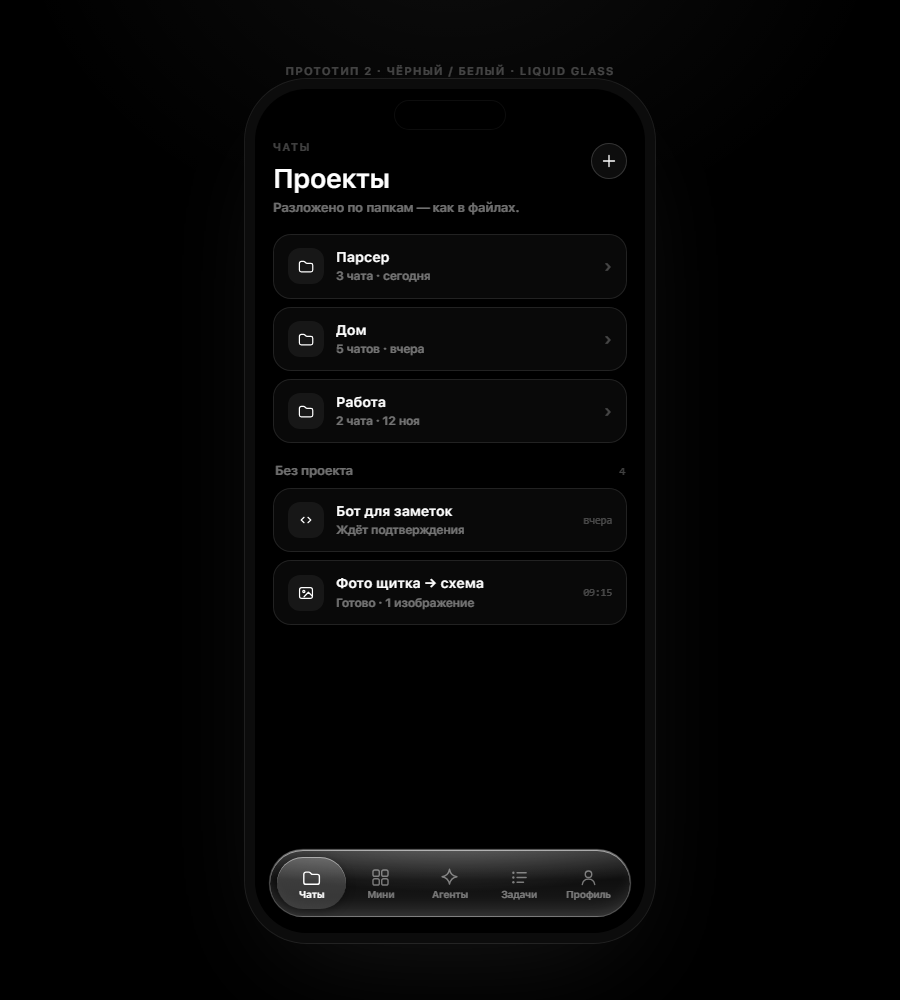 ПРОТОТИП 2 · ЧЁРНЫЙ / БЕЛЫЙ · LIQUID GLASS
ЧАТЫ
Проекты
Разложено по папкам — как в файлах.
Парсер
3 чата · сегодня
Дом
5 чатов · вчера
Работа
2 чата · 12 ноя
Без проекта
4
Бот для заметок
Ждёт подтверждения
вчера
Фото щитка → схема
Готово · 1 изображение
09:15
Чаты
Мини
Агенты
Задачи
Профиль